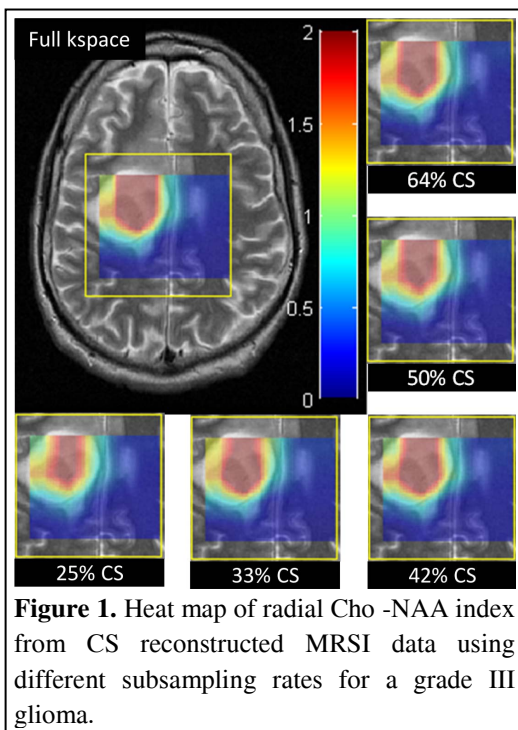 Full kspace
2
1.5
1
0.5
0
64% CS
50% CS
25% CS
33% CS
42% CS
Figure 1. Heat map of radial Cho -NAA index
from CS reconstructed MRSI data using
different subsampling rates for a grade III
glioma.